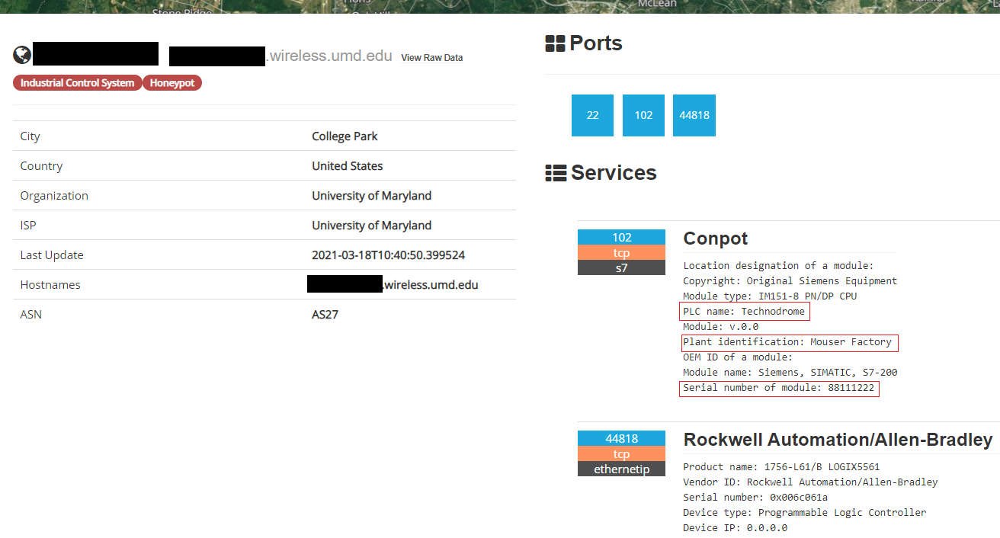 Stone Ridge
McLean
.wireless.umd.edu View Raw Data
Industrial Control System Honeypot
City College Park
Country United States
Organization University of Maryland
ISP University of Maryland
Last Update 2021-03-18T10:40:50.399524
Hostnames .wireless.umd.edu
ASN AS27
Ports
22 102 44818
Services
102
tcp
s7
Conpot
Location designation of a module:
Copyright: Original Siemens Equipment
Module type: IM151-8 PN/DP CPU
PLC name: Technodrome
Module: v.0.0
Plant identification: Mouser Factory
OEM ID of a module:
Module name: Siemens, SIMATIC, S7-200
Serial number of module: 88111222
44818
tcp
ethernetip
Rockwell Automation/Allen-Bradley
Product name: 1756-L61/B LOGIX5561
Vendor ID: Rockwell Automation/Allen-Bradley
Serial number: 0x006c061a
Device type: Programmable Logic Controller
Device IP: 0.0.0.0